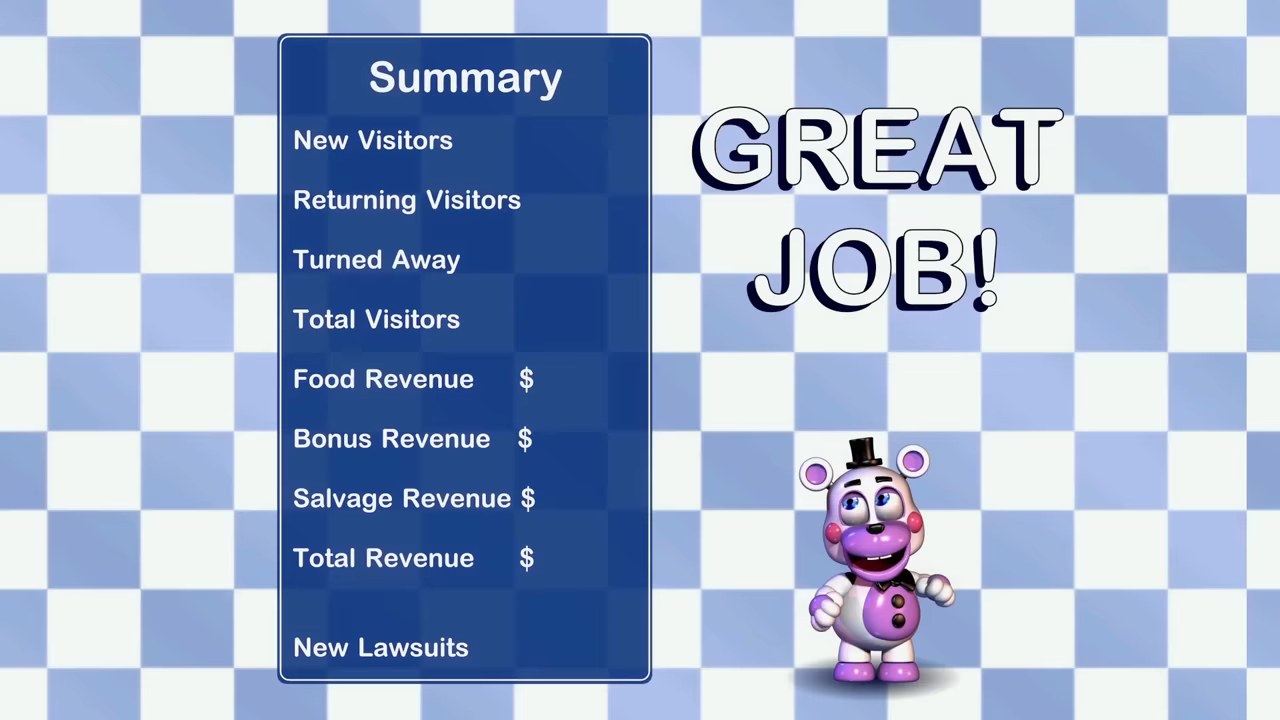 Summary
New Visitors
Returning Visitors
Turned Away
Total Visitors
Food Revenue $
Bonus Revenue $
Salvage Revenue $
Total Revenue $
New Lawsuits
GREAT
JOB!